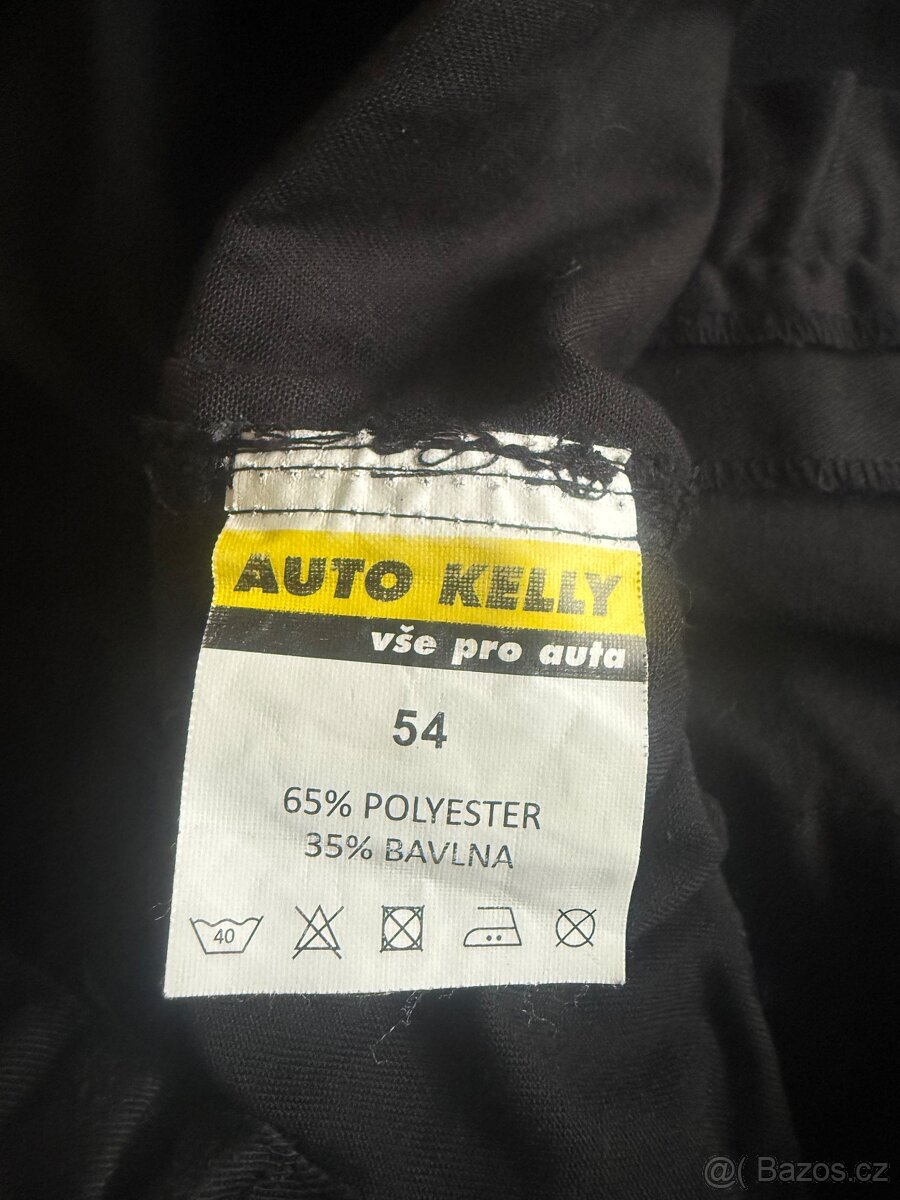 AUTO KELLY
vše pro auta
54
65% POLYESTER
35% BAVLNA
40
@( Bazos.cz